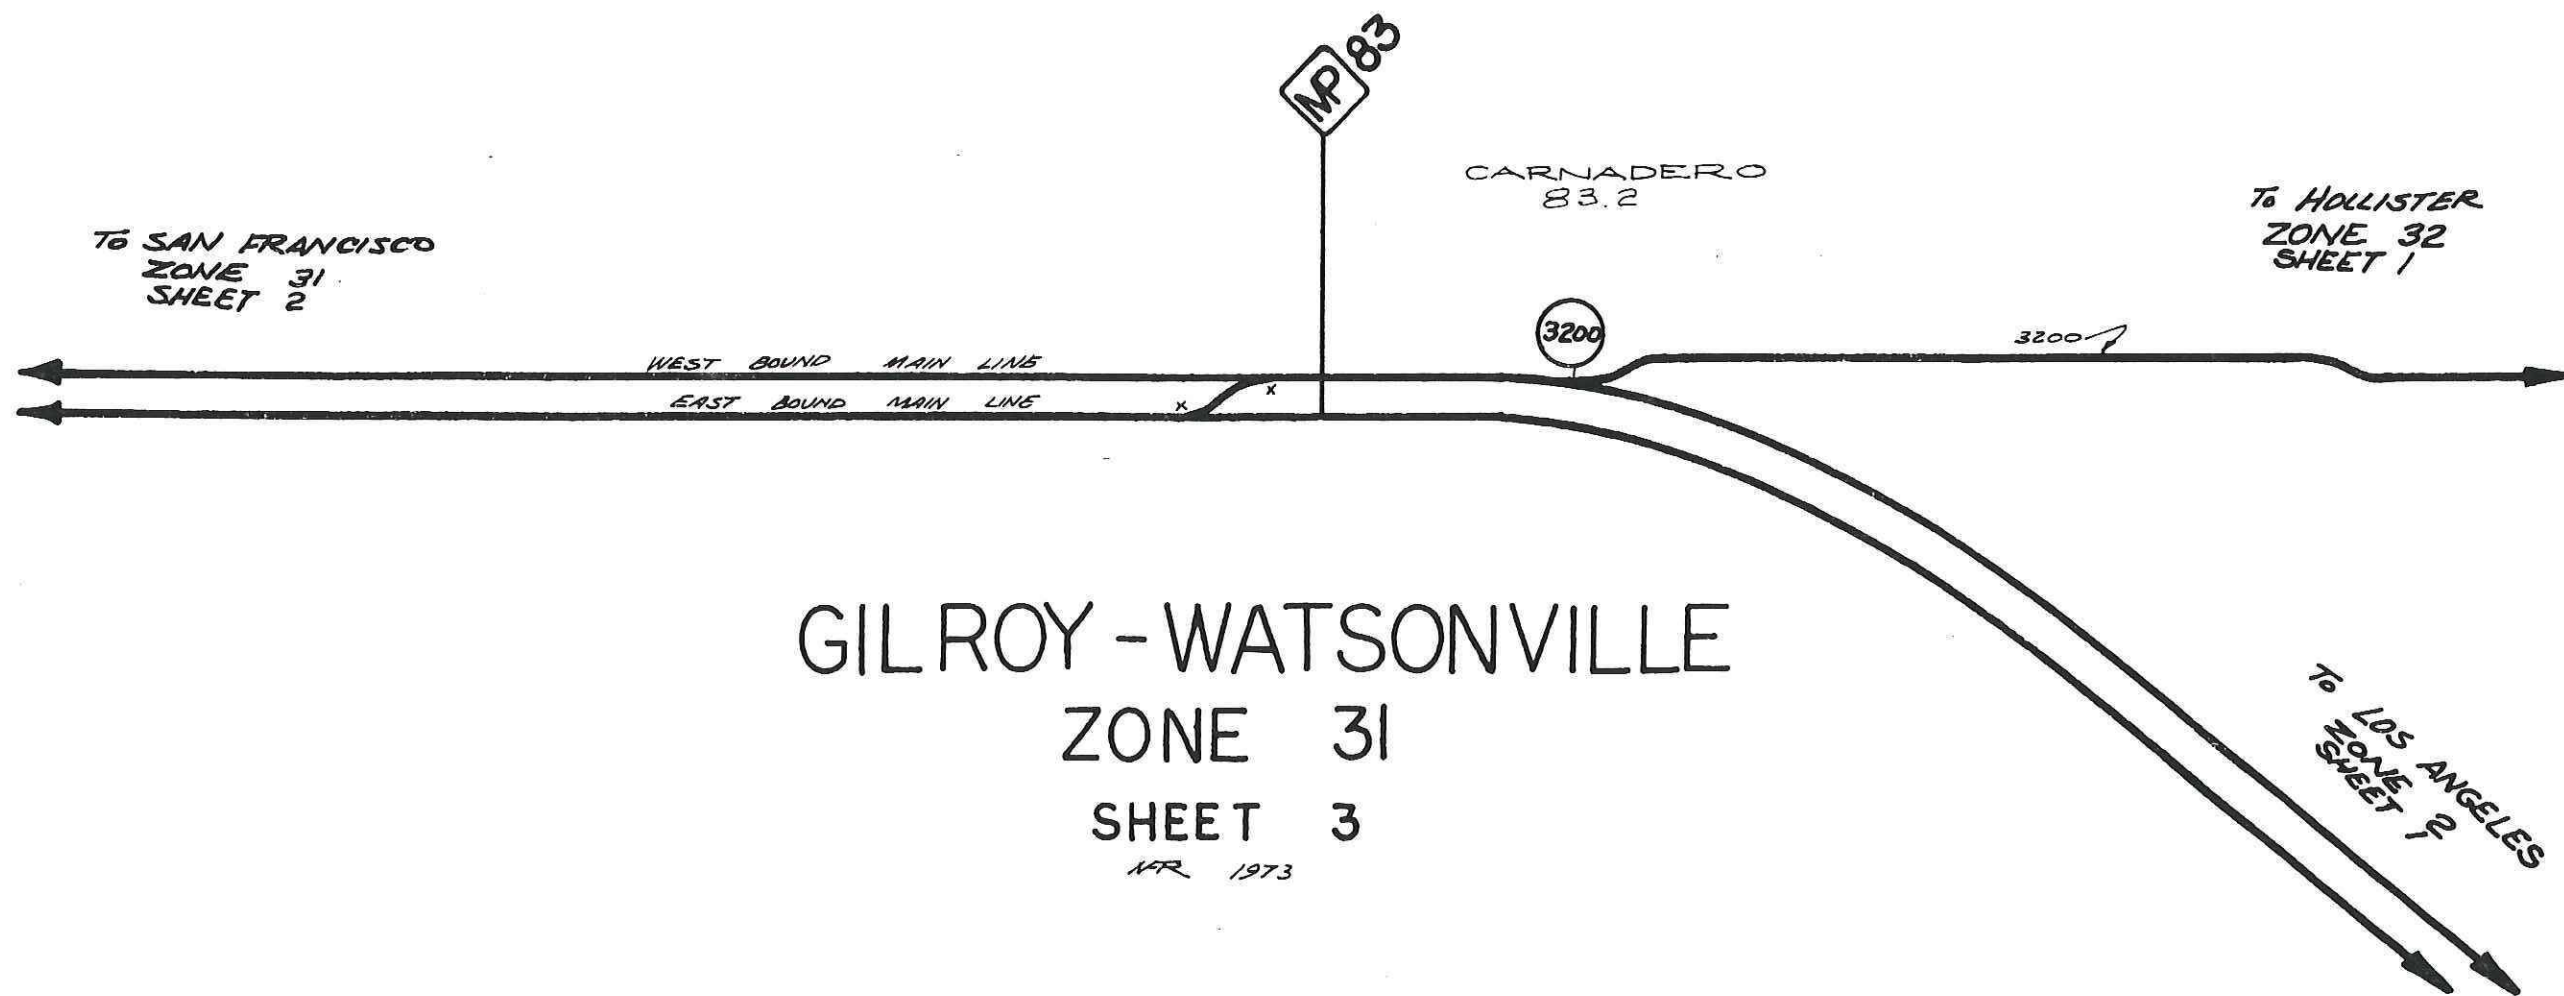 MP 83
CARNADERO
83.2
To HOLLISTER
ZONE 32
SHEET 1
To SAN FRANCISCO
ZONE 31
SHEET 2
3200
3200
WEST BOUND MAIN LINE
EAST BOUND MAIN LINE
x
x
GILROY - WATSONVILLE
ZONE 31
SHEET 3
1973
To LOS ANGELES
ZONE 2
SHEET 1